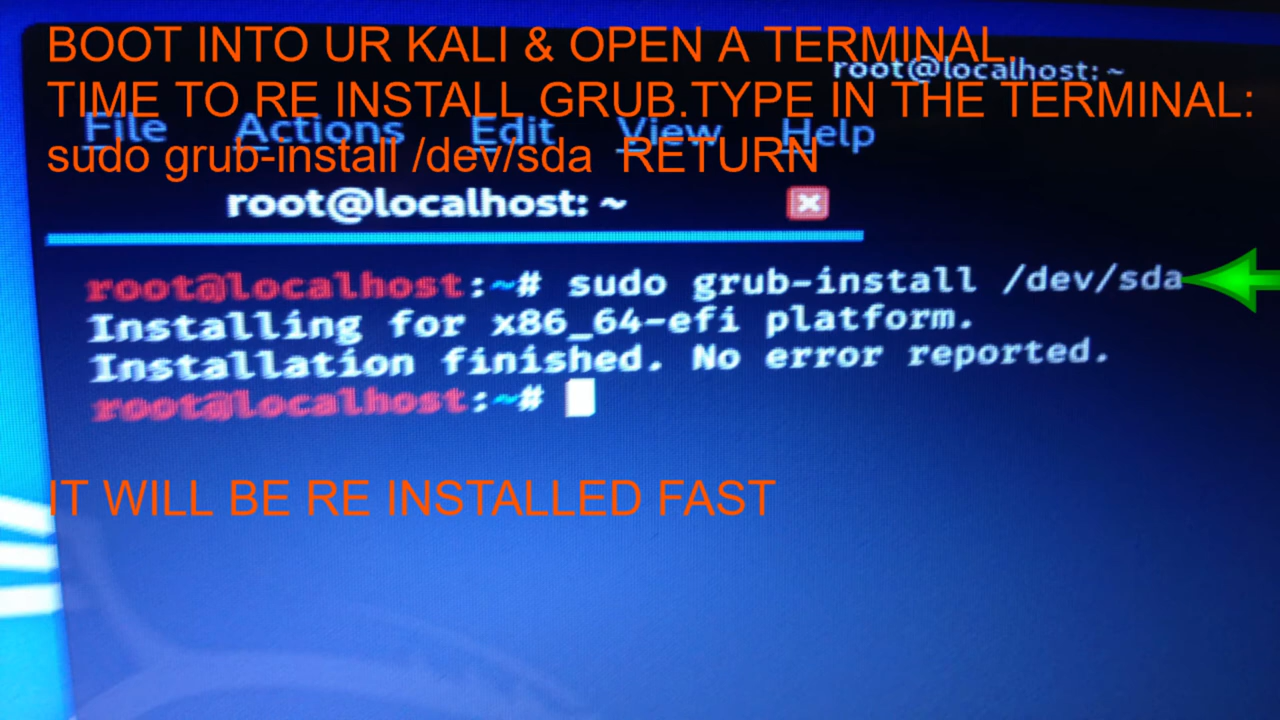 BOOT INTO UR KALI & OPEN A TERMINAL.
root@localhost: ~
TIME TO RE INSTALL GRUB.TYPE IN THE TERMINAL:
File Actions Edit View Help
sudo grub-install /dev/sda RETURN
root@localhost: ~
root@localhost:~# sudo grub-install /dev/sda
Installing for x86_64-efi platform.
Installation finished. No error reported.
root@localhost:~#
IT WILL BE RE INSTALLED FAST